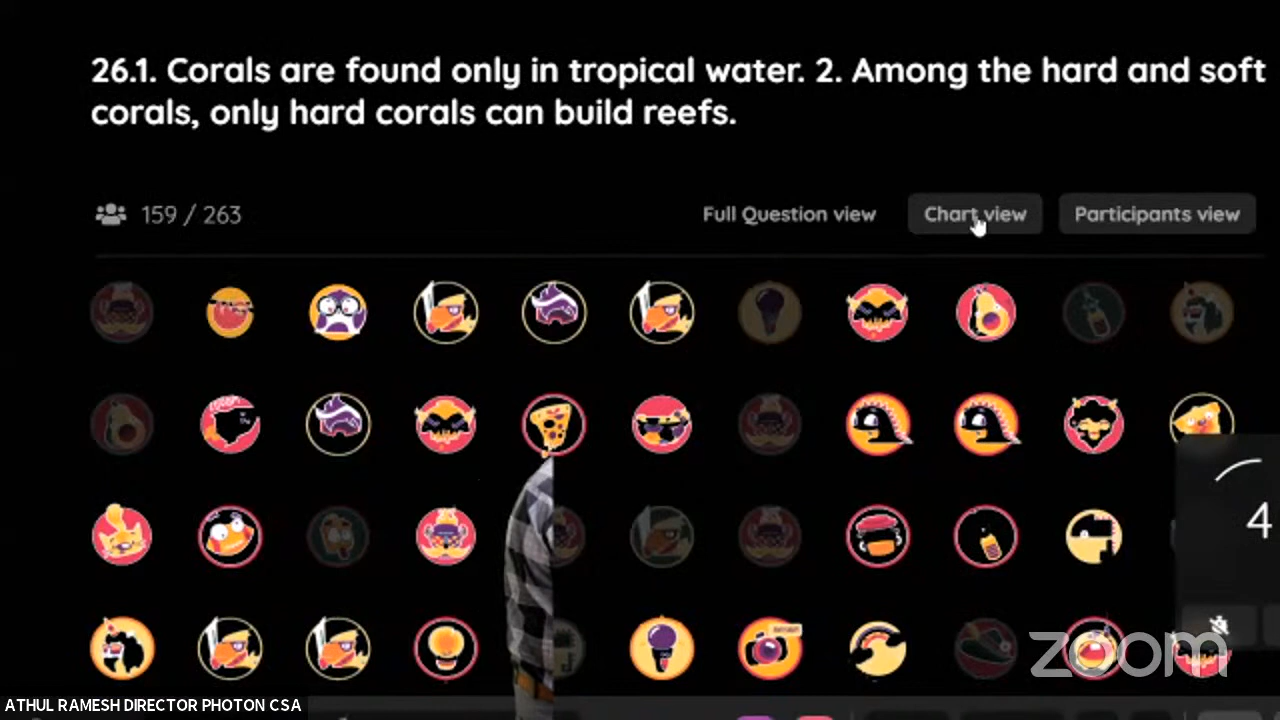 26.1. Corals are found only in tropical water. 2. Among the hard and soft
corals, only hard corals can build reefs.
159 / 263
Full Question view
Chart view
Participants view
4
zoom
ATHUL RAMESH DIRECTOR PHOTON CSA